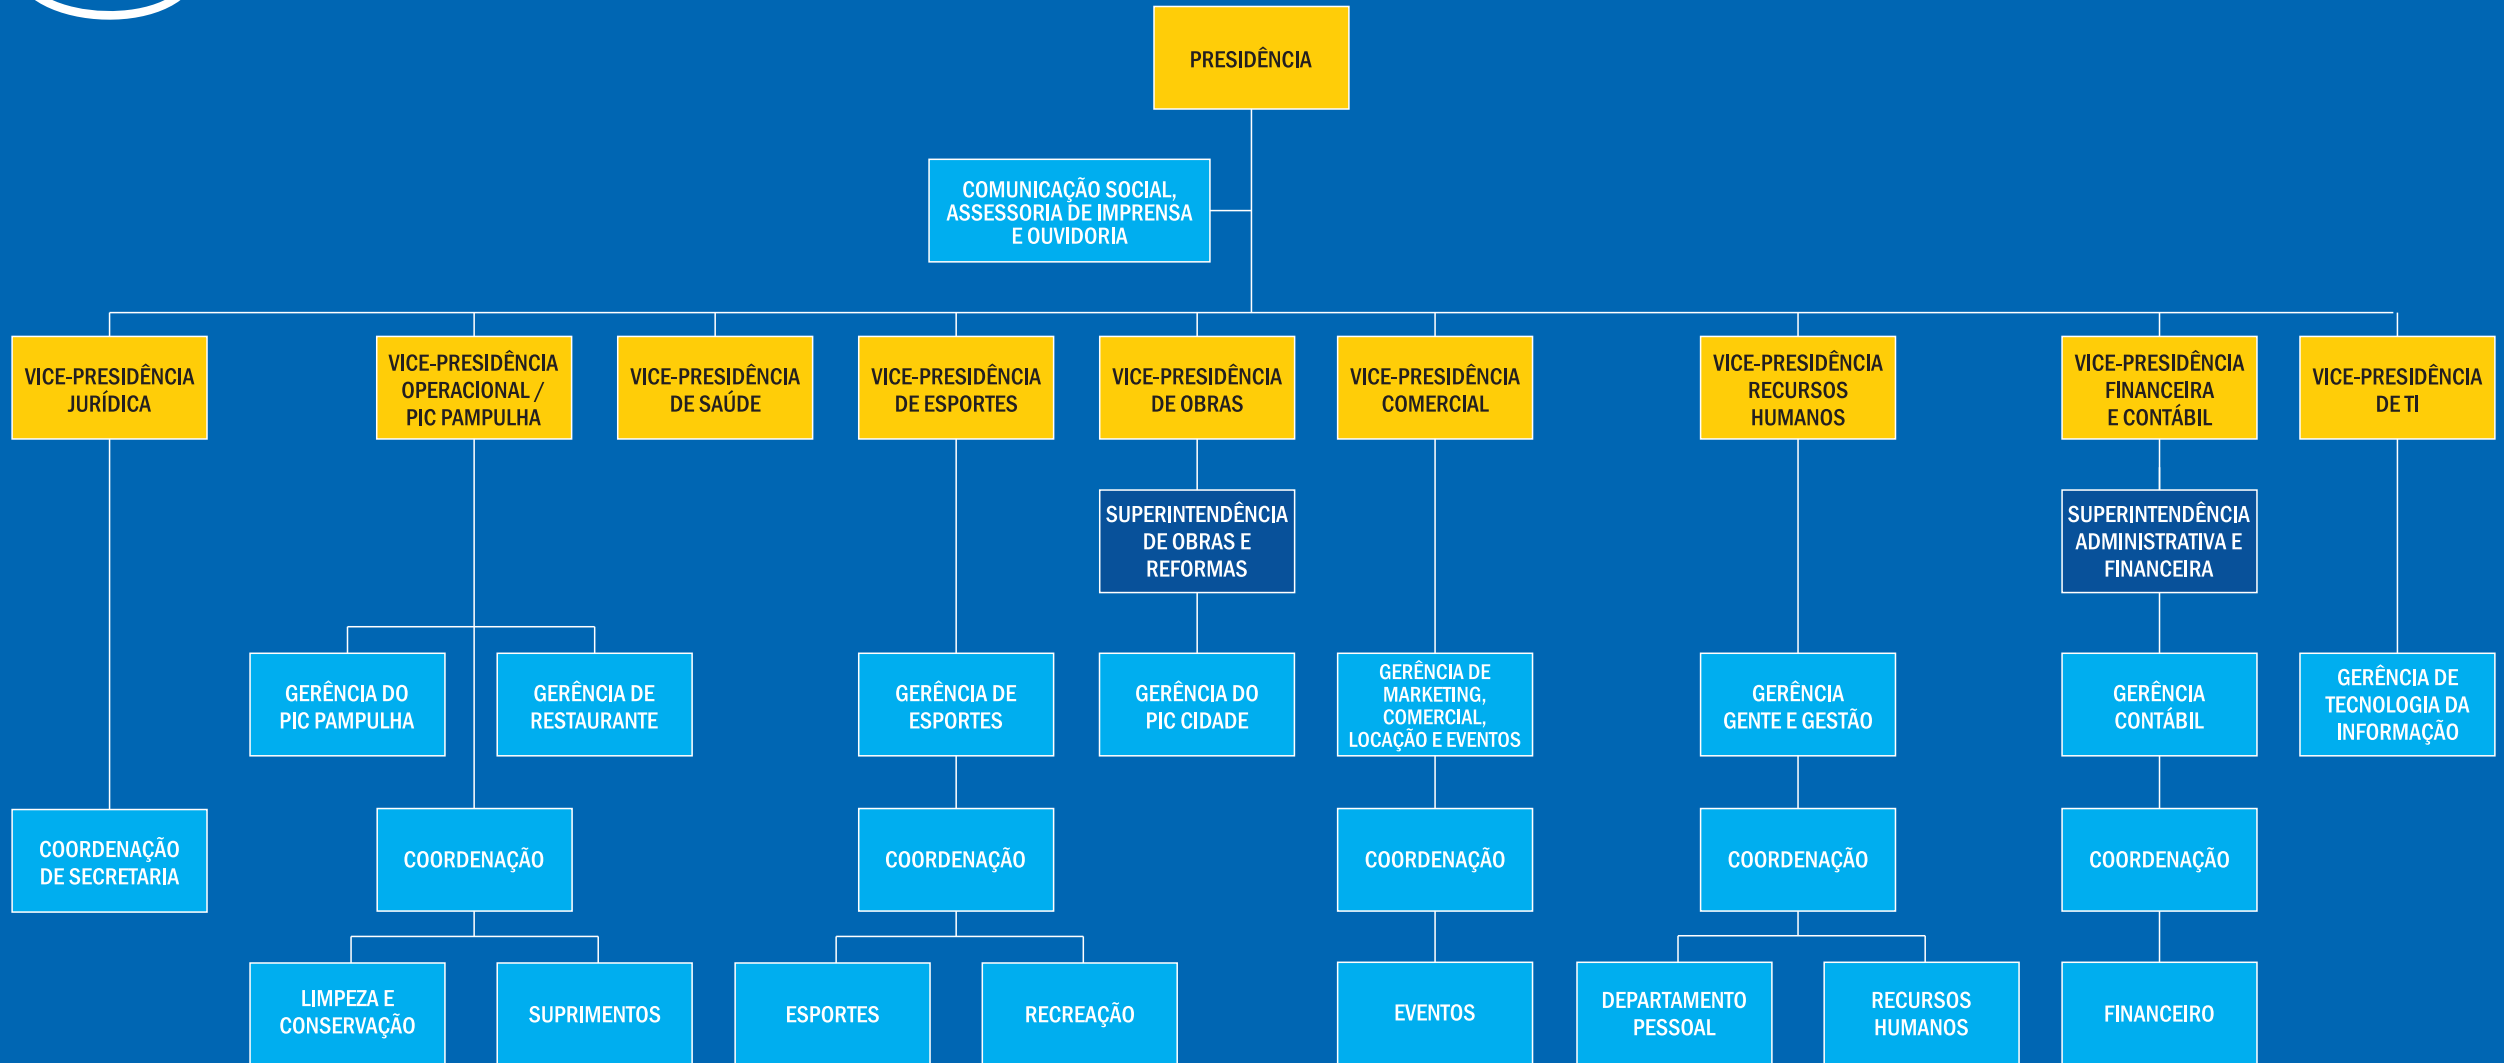 PRESIDÊNCIA
COMUNICAÇÃO SOCIAL,
ASSESSORIA DE IMPRENSA
E OUVIDORIA
VICE-PRESIDÊNCIA
JURÍDICA
VICE-PRESIDÊNCIA
OPERACIONAL /
PIC PAMPULHA
VICE-PRESIDÊNCIA
DE SAÚDE
VICE-PRESIDÊNCIA
DE ESPORTES
VICE-PRESIDÊNCIA
DE OBRAS
VICE-PRESIDÊNCIA
COMERCIAL
VICE-PRESIDÊNCIA
RECURSOS
HUMANOS
VICE-PRESIDÊNCIA
FINANCEIRA
E CONTÁBIL
VICE-PRESIDÊNCIA
DE TI
SUPERINTENDÊNCIA
DE OBRAS E
REFORMAS
SUPERINTENDÊNCIA
ADMINISTRATIVA E
FINANCEIRA
GERÊNCIA DO
PIC PAMPULHA
GERÊNCIA DE
RESTAURANTE
GERÊNCIA DE
ESPORTES
GERÊNCIA DO
PIC CIDADE
GERÊNCIA DE
MARKETING,
COMERCIAL,
LOCAÇÃO E EVENTOS
GERÊNCIA
GENTE E GESTÃO
GERÊNCIA
CONTÁBIL
GERÊNCIA DE
TECNOLOGIA DA
INFORMAÇÃO
COORDENAÇÃO
DE SECRETARIA
COORDENAÇÃO
COORDENAÇÃO
COORDENAÇÃO
COORDENAÇÃO
COORDENAÇÃO
LIMPEZA E
CONSERVAÇÃO
SUPRIMENTOS
ESPORTES
RECREAÇÃO
EVENTOS
DEPARTAMENTO
PESSOAL
RECURSOS
HUMANOS
FINANCEIRO